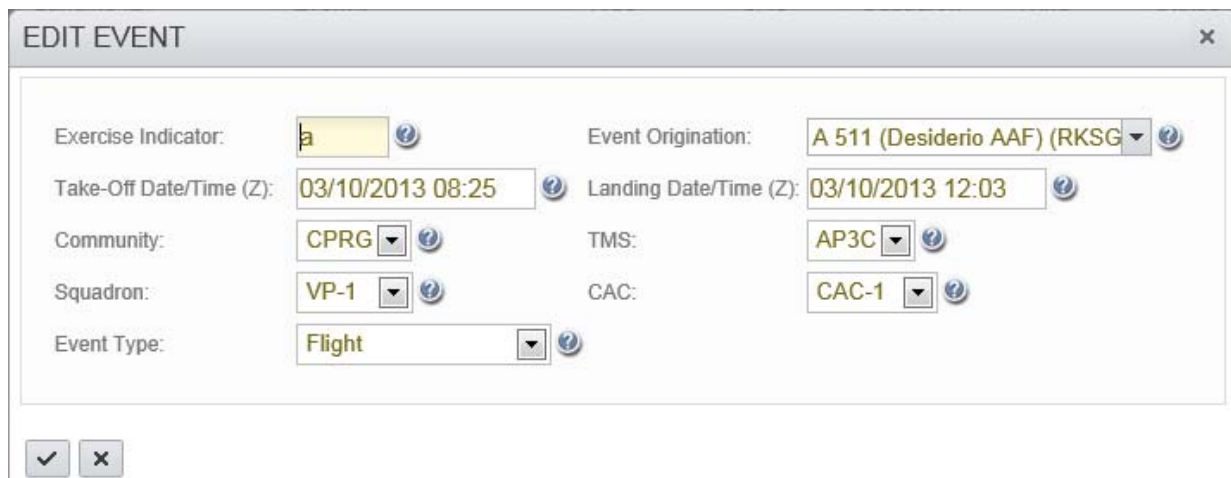 EDIT EVENT
Exercise Indicator: a Event Origination: A 511 (Desiderio AAF) (RKSG
Take-Off Date/Time (Z): 03/10/2013 08:25 Landing Date/Time (Z): 03/10/2013 12:03
Community: CPRG TMS: AP3C
Squadron: VP-1 CAC: CAC-1
Event Type: Flight